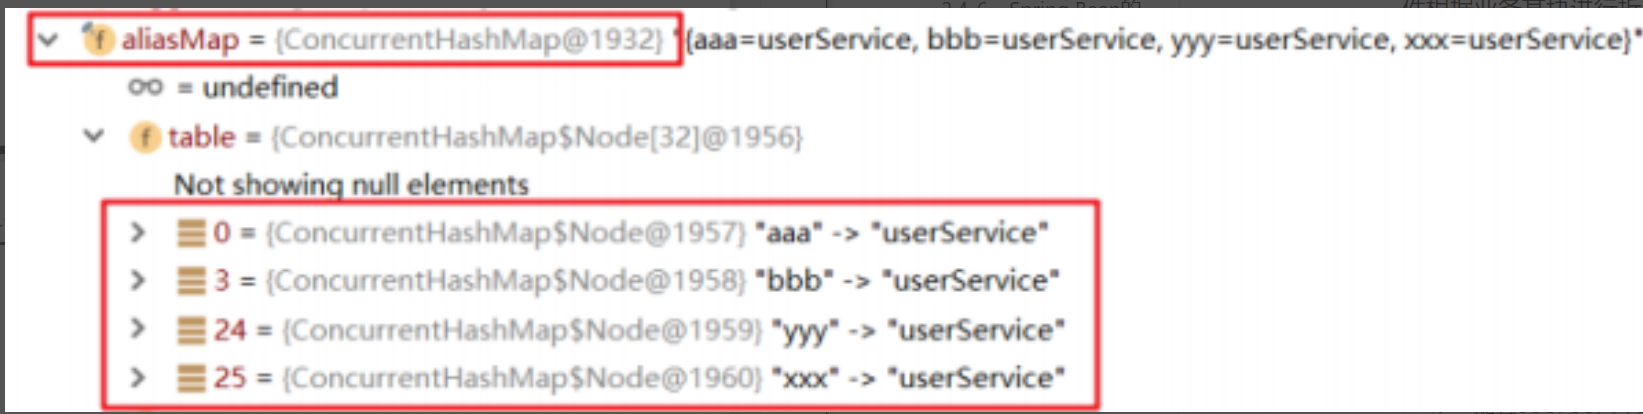 aliasMap = {ConcurrentHashMap@1932} "{aaa=userService, bbb=userService, yyy=userService, xxx=userService}"
oo = undefined
f table = {ConcurrentHashMap$Node[32]@1956}
Not showing null elements
0 = {ConcurrentHashMap$Node@1957} "aaa" -> "userService"
3 = {ConcurrentHashMap$Node@1958} "bbb" -> "userService"
24 = {ConcurrentHashMap$Node@1959} "yyy" -> "userService"
25 = {ConcurrentHashMap$Node@1960} "xxx" -> "userService"